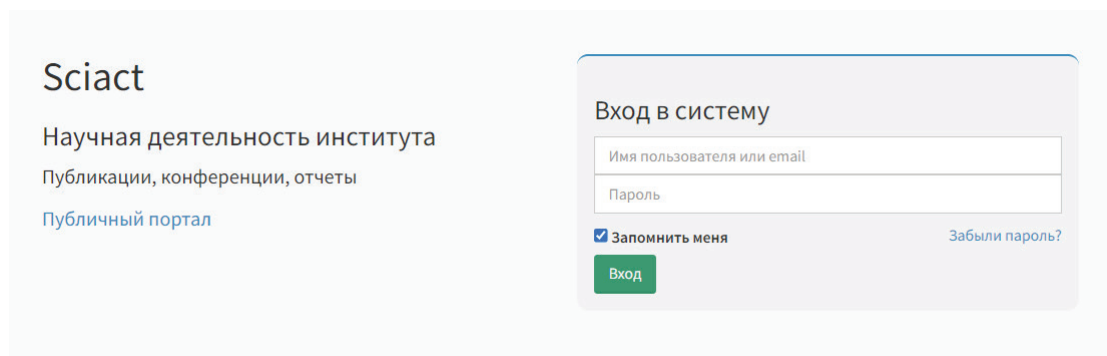 Sciact
Научная деятельность института
Публикации, конференции, отчеты
Публичный портал
Вход в систему
Имя пользователя или email
Пароль
Запомнить меня
Забыли пароль?
Вход